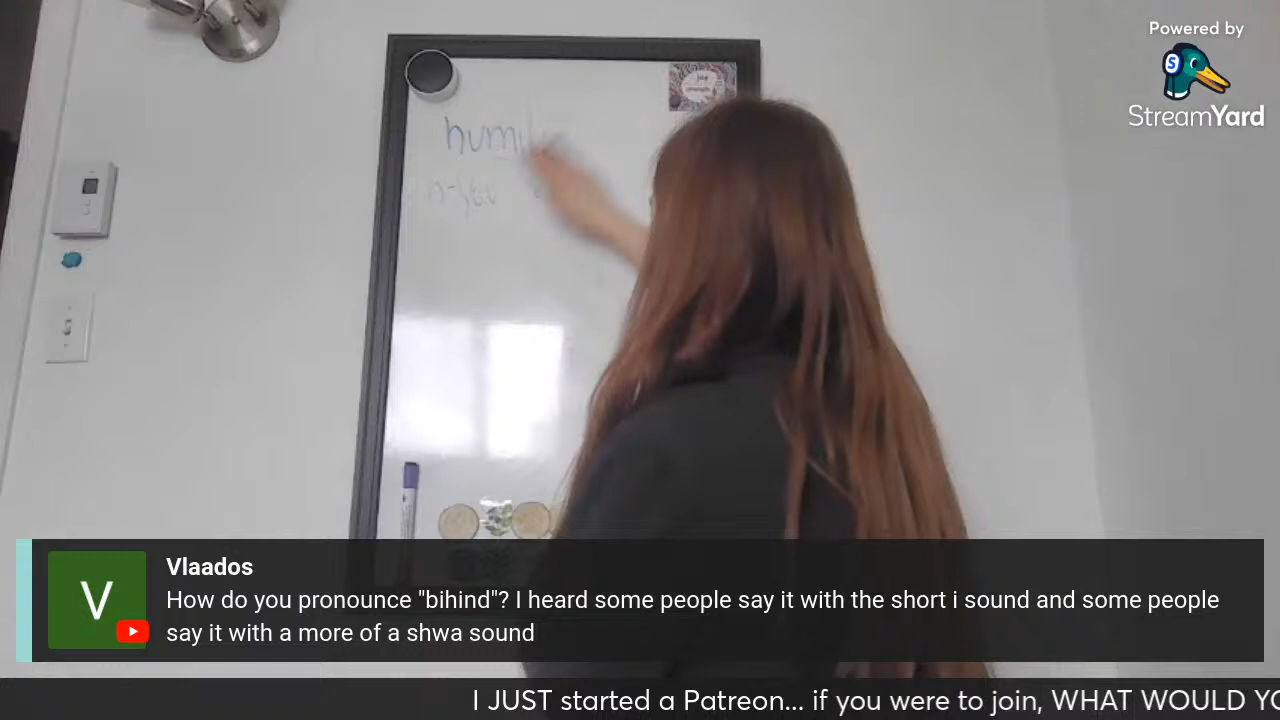 Powered by
StreamYard
humi
Vlaados
How do you pronounce "bihind"? I heard some people say it with the short i sound and some people
say it with a more of a shwa sound
I JUST started a Patreon... if you were to join, WHAT WOULD YO